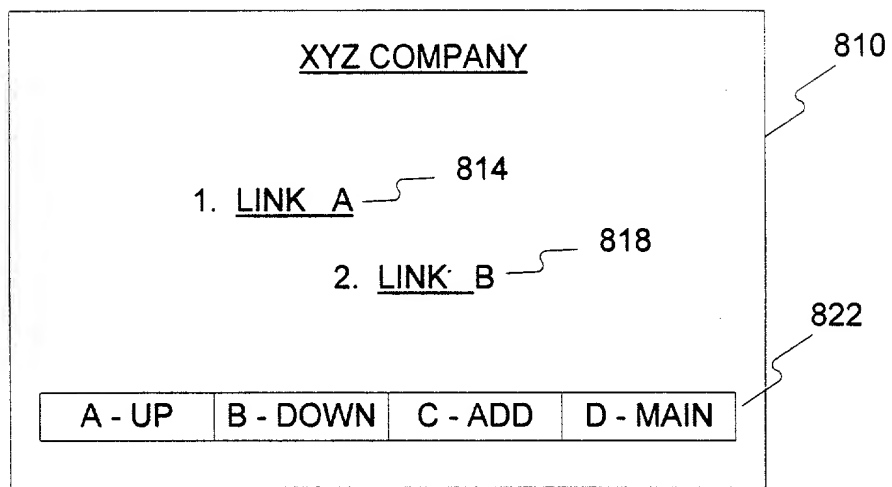 XYZ COMPANY
810
1. LINK A
814
2. LINK B
818
822
A - UP B - DOWN C - ADD D - MAIN